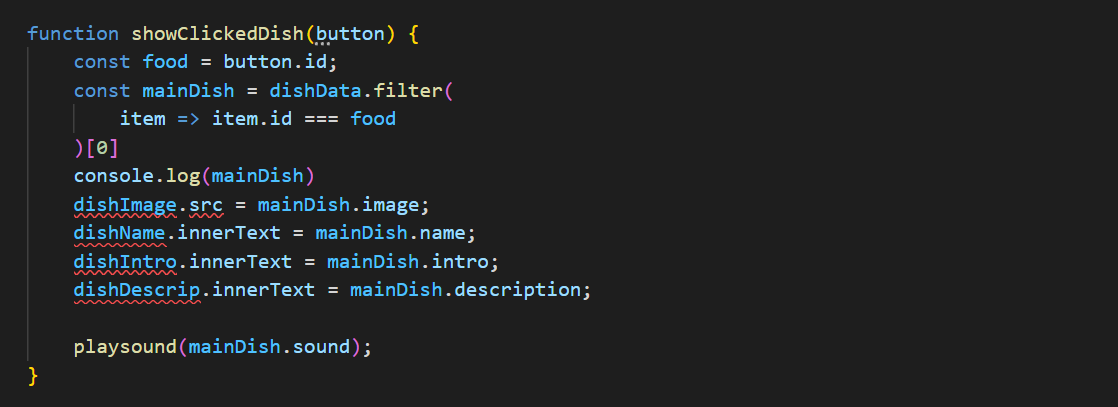 function showClickedDish(button) {
    const food = button.id;
    const mainDish = dishData.filter(
        item => item.id === food
    )[0]
    console.log(mainDish)
    dishImage.src = mainDish.image;
    dishName.innerText = mainDish.name;
    dishIntro.innerText = mainDish.intro;
    dishDescrip.innerText = mainDish.description;

    playsound(mainDish.sound);
}